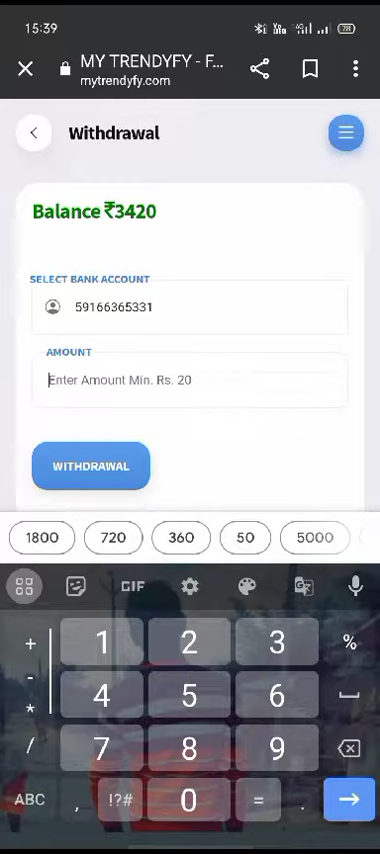 15:39
28
MY TRENDYFY - F...
mytrendyfy.com
Withdrawal
Balance ₹3420
SELECT BANK ACCOUNT
59166365331
AMOUNT
Enter Amount Min. Rs. 20
WITHDRAWAL
1800 720 360 50 5000
GIF
+ 1 2 3 %
- 4 5 6
*
/ 7 8 9
ABC , !?# 0 = .